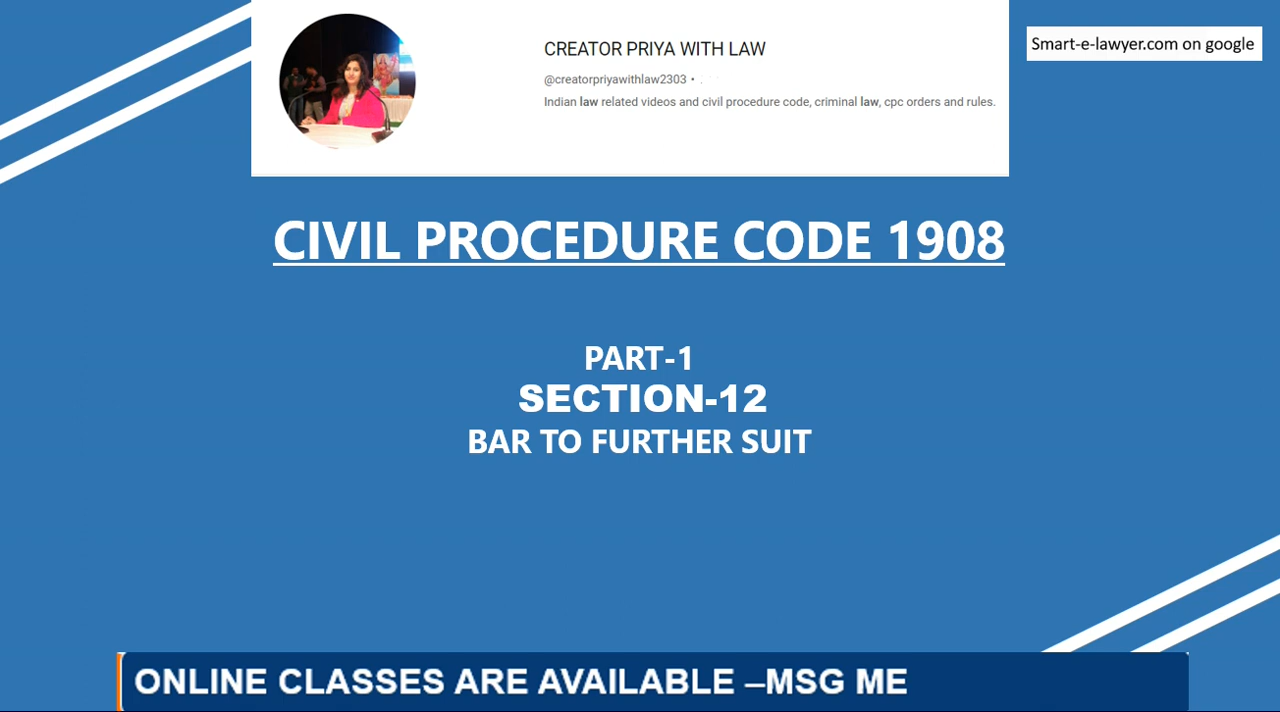 CREATOR PRIYA WITH LAW
Smart-e-lawyer.com on google
@creatorpriyawithlaw2303 •
Indian law related videos and civil procedure code, criminal law, cpc orders and rules.
CIVIL PROCEDURE CODE 1908
PART-1
SECTION-12
BAR TO FURTHER SUIT
ONLINE CLASSES ARE AVAILABLE –MSG ME